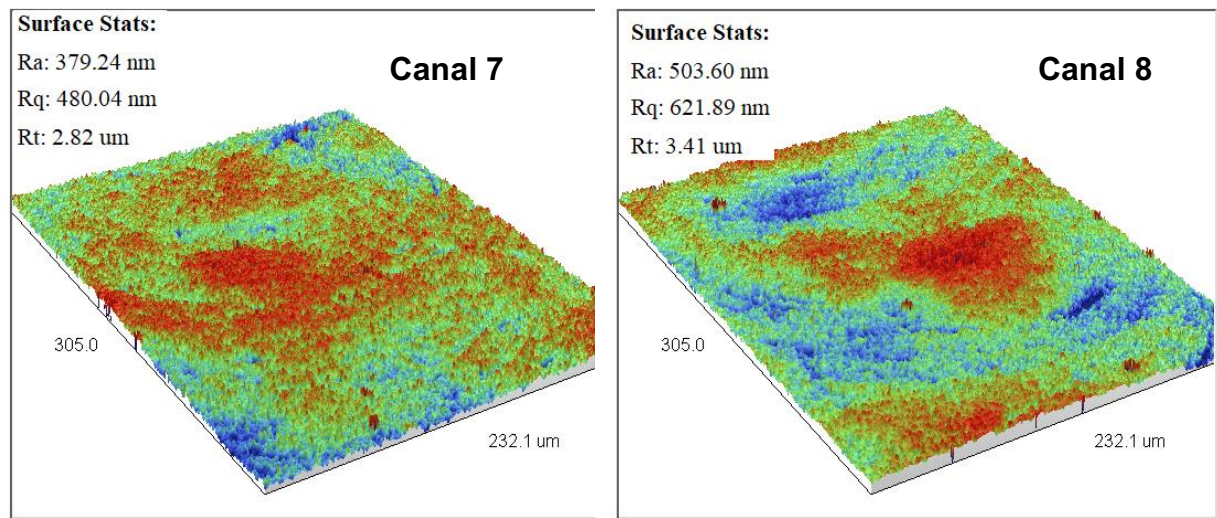 Surface Stats:
Ra: 379.24 nm
Rq: 480.04 nm
Rt: 2.82 um
Canal 7
305.0
232.1 um
Surface Stats:
Ra: 503.60 nm
Rq: 621.89 nm
Rt: 3.41 um
Canal 8
305.0
232.1 um